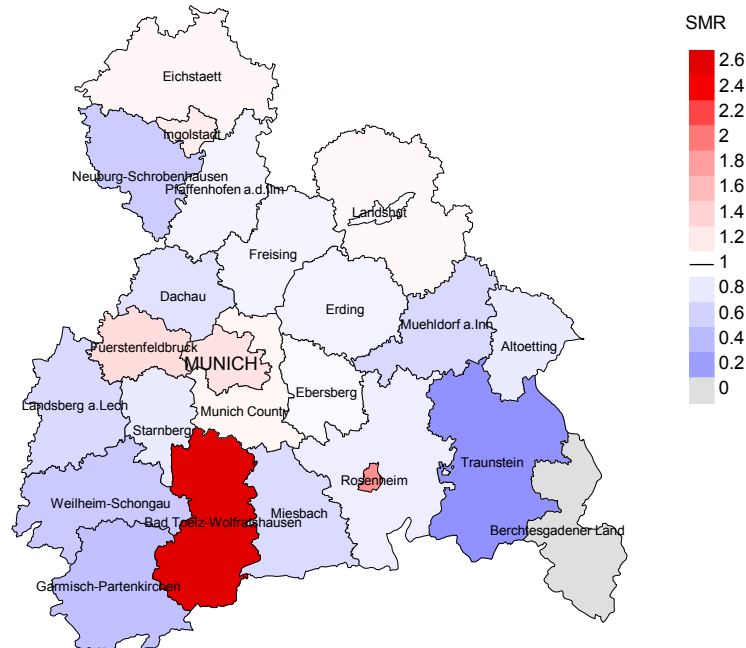 SMR
2.6
2.4
2.2
2
1.8
1.6
1.4
1.2
1
0.8
0.6
0.4
0.2
0
Eichstaett
Ingolstadt
Neuburg-Schrobenhausen
Pfaffenhofen a.d.Ilm
Landshut
Freising
Dachau
Erding
Muehldorf a.Inn
Altoetting
Fuerstenfeldbruck
MUNICH
Ebersberg
Landsberg a.Lech
Munich County
Starnberg
Traunstein
Rosenheim
Weilheim-Schongau
Miesbach
Bad Toelz-Wolfratshausen
Berchtesgadener Land
Garmisch-Partenkirchen